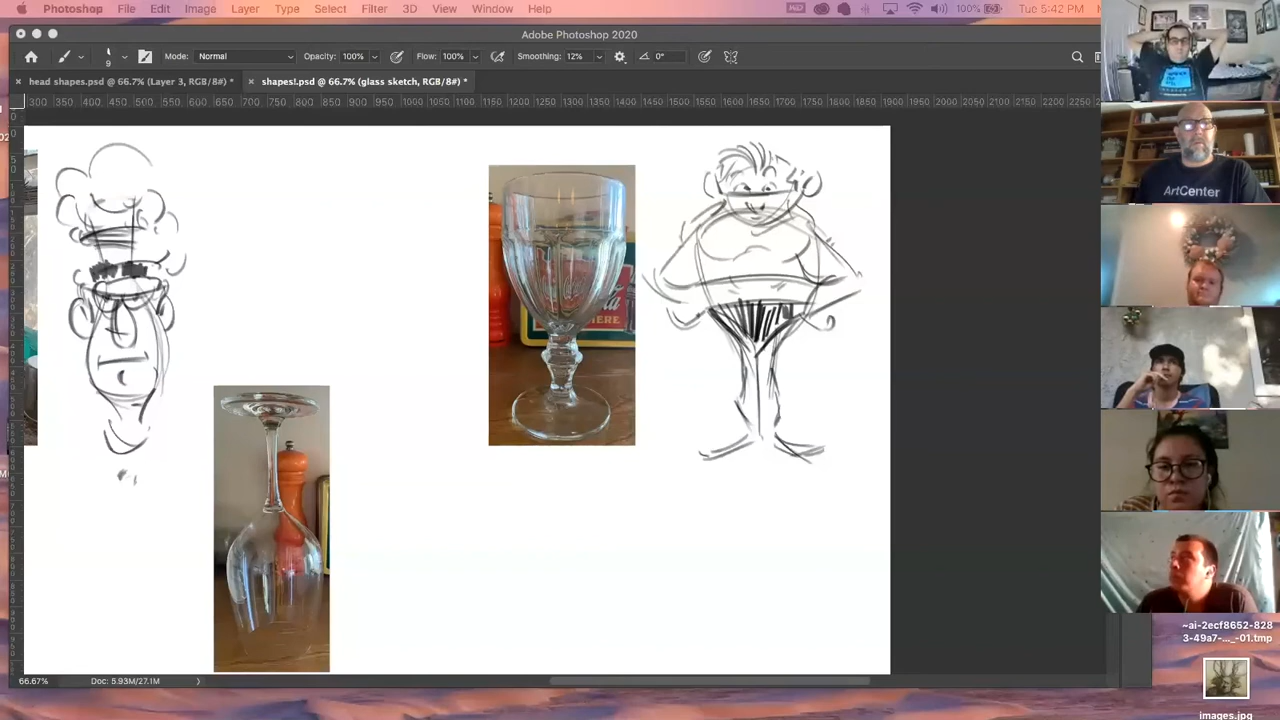 Photoshop File Edit Image Layer Type Select Filter 3D View Window Help 100% Tue 5:42 PM
Adobe Photoshop 2020
9 Mode: Normal Opacity: 100% Flow: 100% Smoothing: 12% 0°
head shapes.psd @ 66.7% (Layer 3, RGB/8#) * shapes!.psd @ 66.7% (glass sketch, RGB/8#) *
300 350 400 450 500 550 600 650 700 750 800 850 900 950 1000 1050 1100 1150 1200 1250 1300 1350 1400 1450 1500 1550 1600 1650 1700 1750 1800 1850 1900 1950 2000 2050 2100 2150 2200 2250
ArtCenter
66.67% Doc: 5.93M/27.1M
~ai-2ecf8652-828
3-49a7-..._-01.tmp
images.jpg